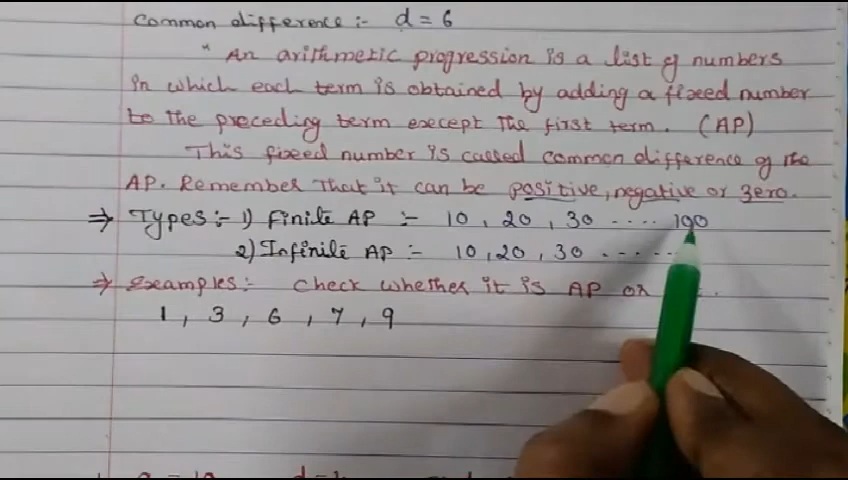 Common difference :- d = 6
" An arithmetic progression is a list of numbers
in which each term is obtained by adding a fixed number
to the preceding term except the first term. (AP)
This fixed number is called common difference of the
AP. Remember that it can be positive, negative or zero.
⇒ Types :- 1) Finite AP :- 10, 20, 30 ..... 100
2) Infinite AP :- 10, 20, 30 ......
⇒ Examples :- Check whether it is AP or
1, 3, 6, 7, 9